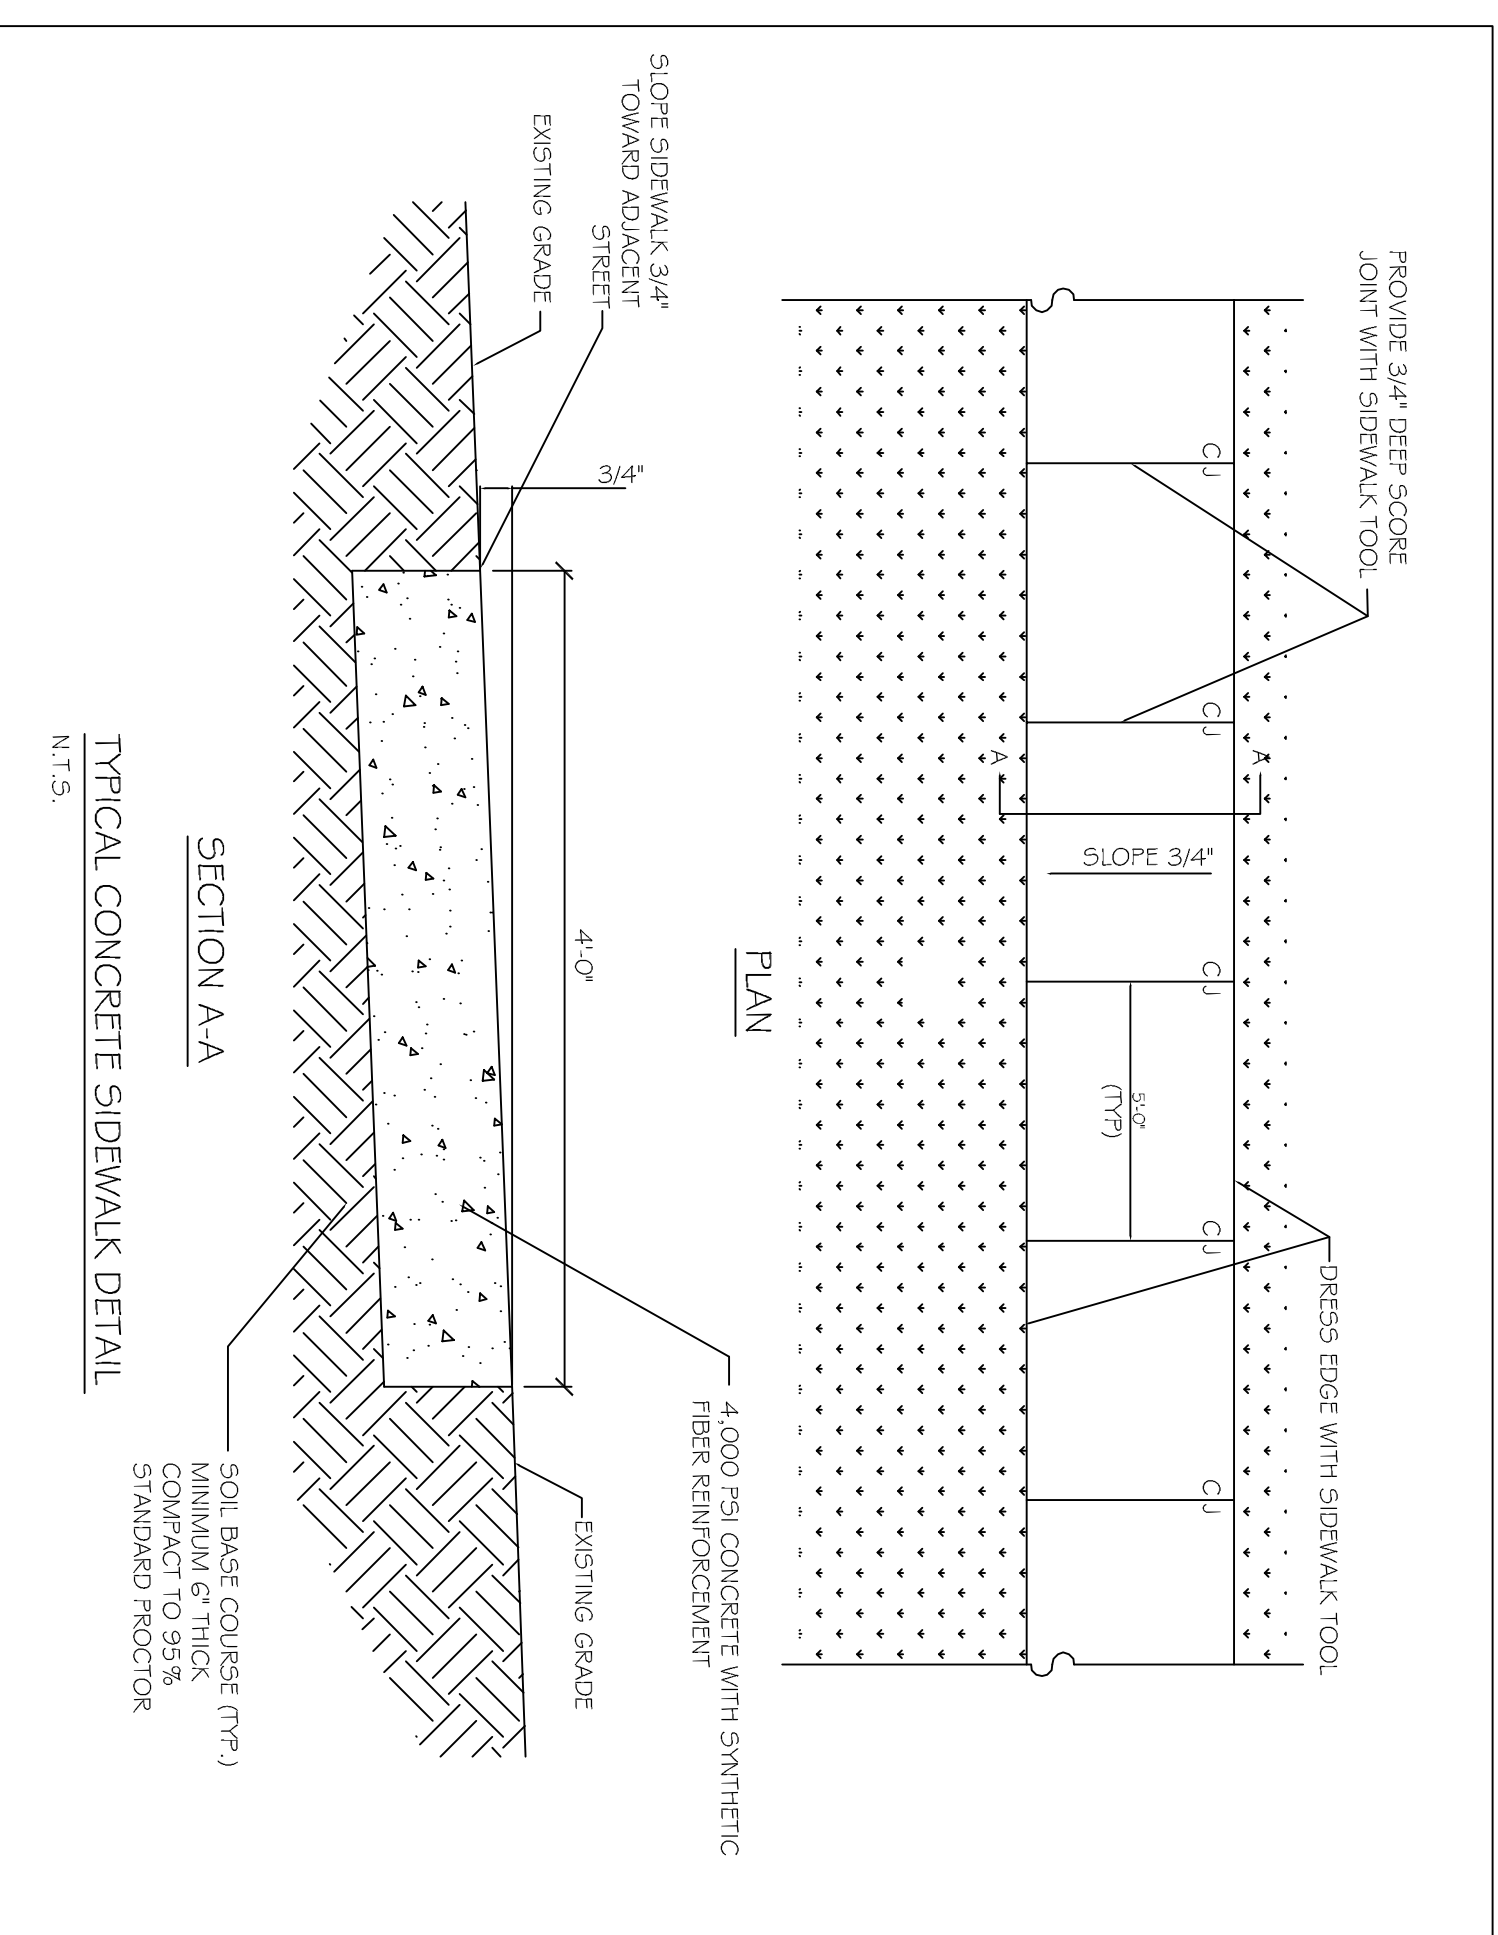 PROVIDE 3/4" DEEP SCORE
JOINT WITH SIDEWALK TOOL
DRESS EDGE WITH SIDEWALK TOOL
CJ
CJ
CJ
CJ
CJ
A
A
SLOPE 3/4"
5'-0"
(TYP)
PLAN
SLOPE SIDEWALK 3/4"
TOWARD ADJACENT
STREET
EXISTING GRADE
3/4"
4'-0"
4,000 PSI CONCRETE WITH SYNTHETIC
FIBER REINFORCEMENT
EXISTING GRADE
SOIL BASE COURSE (TYP.)
MINIMUM 6" THICK
COMPACT TO 95%
STANDARD PROCTOR
SECTION A-A
TYPICAL CONCRETE SIDEWALK DETAIL
N.T.S.